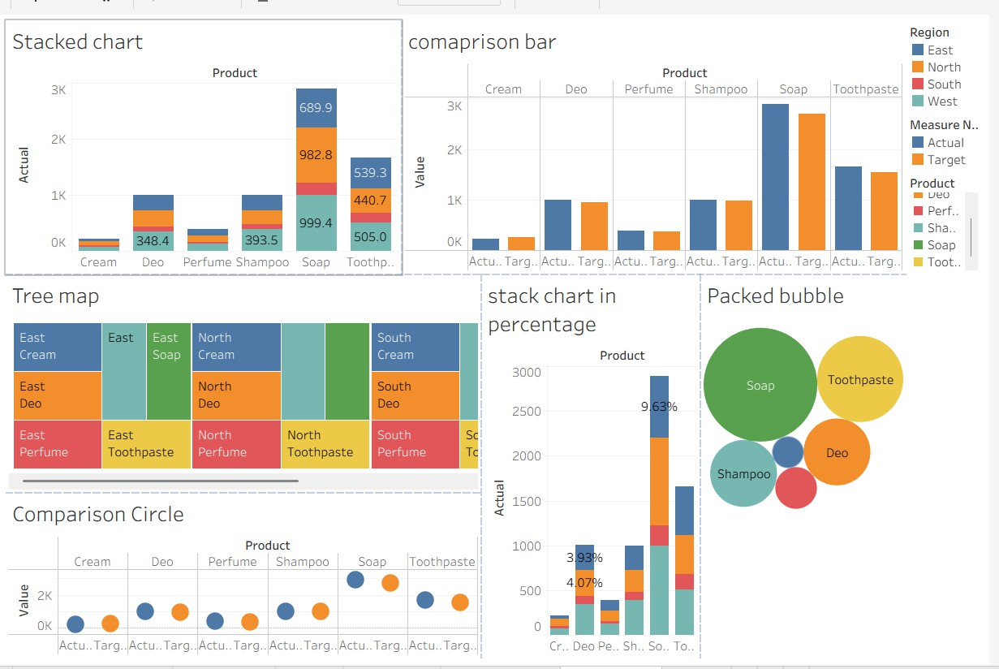 Stacked chart
Product
3K
2K
1K
0K
Actual
689.9
982.8
999.4
539.3
440.7
505.0
348.4
393.5
Cream
Deo
Perfume
Shampoo
Soap
Toothp..
comaprison bar
Product
Cream
Deo
Perfume
Shampoo
Soap
Toothpaste
3K
2K
1K
0K
Value
Actu..
Targ..
Actu..
Targ..
Actu..
Targ..
Actu..
Targ..
Actu..
Targ..
Actu..
Targ..
Region
East
North
South
West
Measure N..
Actual
Target
Product
Deo
Perf..
Sha..
Soap
Toot..
Tree map
East
Cream
East
East
Soap
North
Cream
South
Cream
East
Deo
North
Deo
South
Deo
East
Perfume
East
Toothpaste
North
Perfume
North
Toothpaste
South
Perfume
So
To
Comparison Circle
Product
Cream
Deo
Perfume
Shampoo
Soap
Toothpaste
2K
0K
Value
Actu..
Targ..
Actu..
Targ..
Actu..
Targ..
Actu..
Targ..
Actu..
Targ..
Actu..
Targ..
stack chart in
percentage
Product
3000
2500
2000
1500
1000
500
0
Actual
9.63%
3.93%
4.07%
Cr..
Deo
Pe..
Sh..
So..
To..
Packed bubble
Soap
Toothpaste
Deo
Shampoo